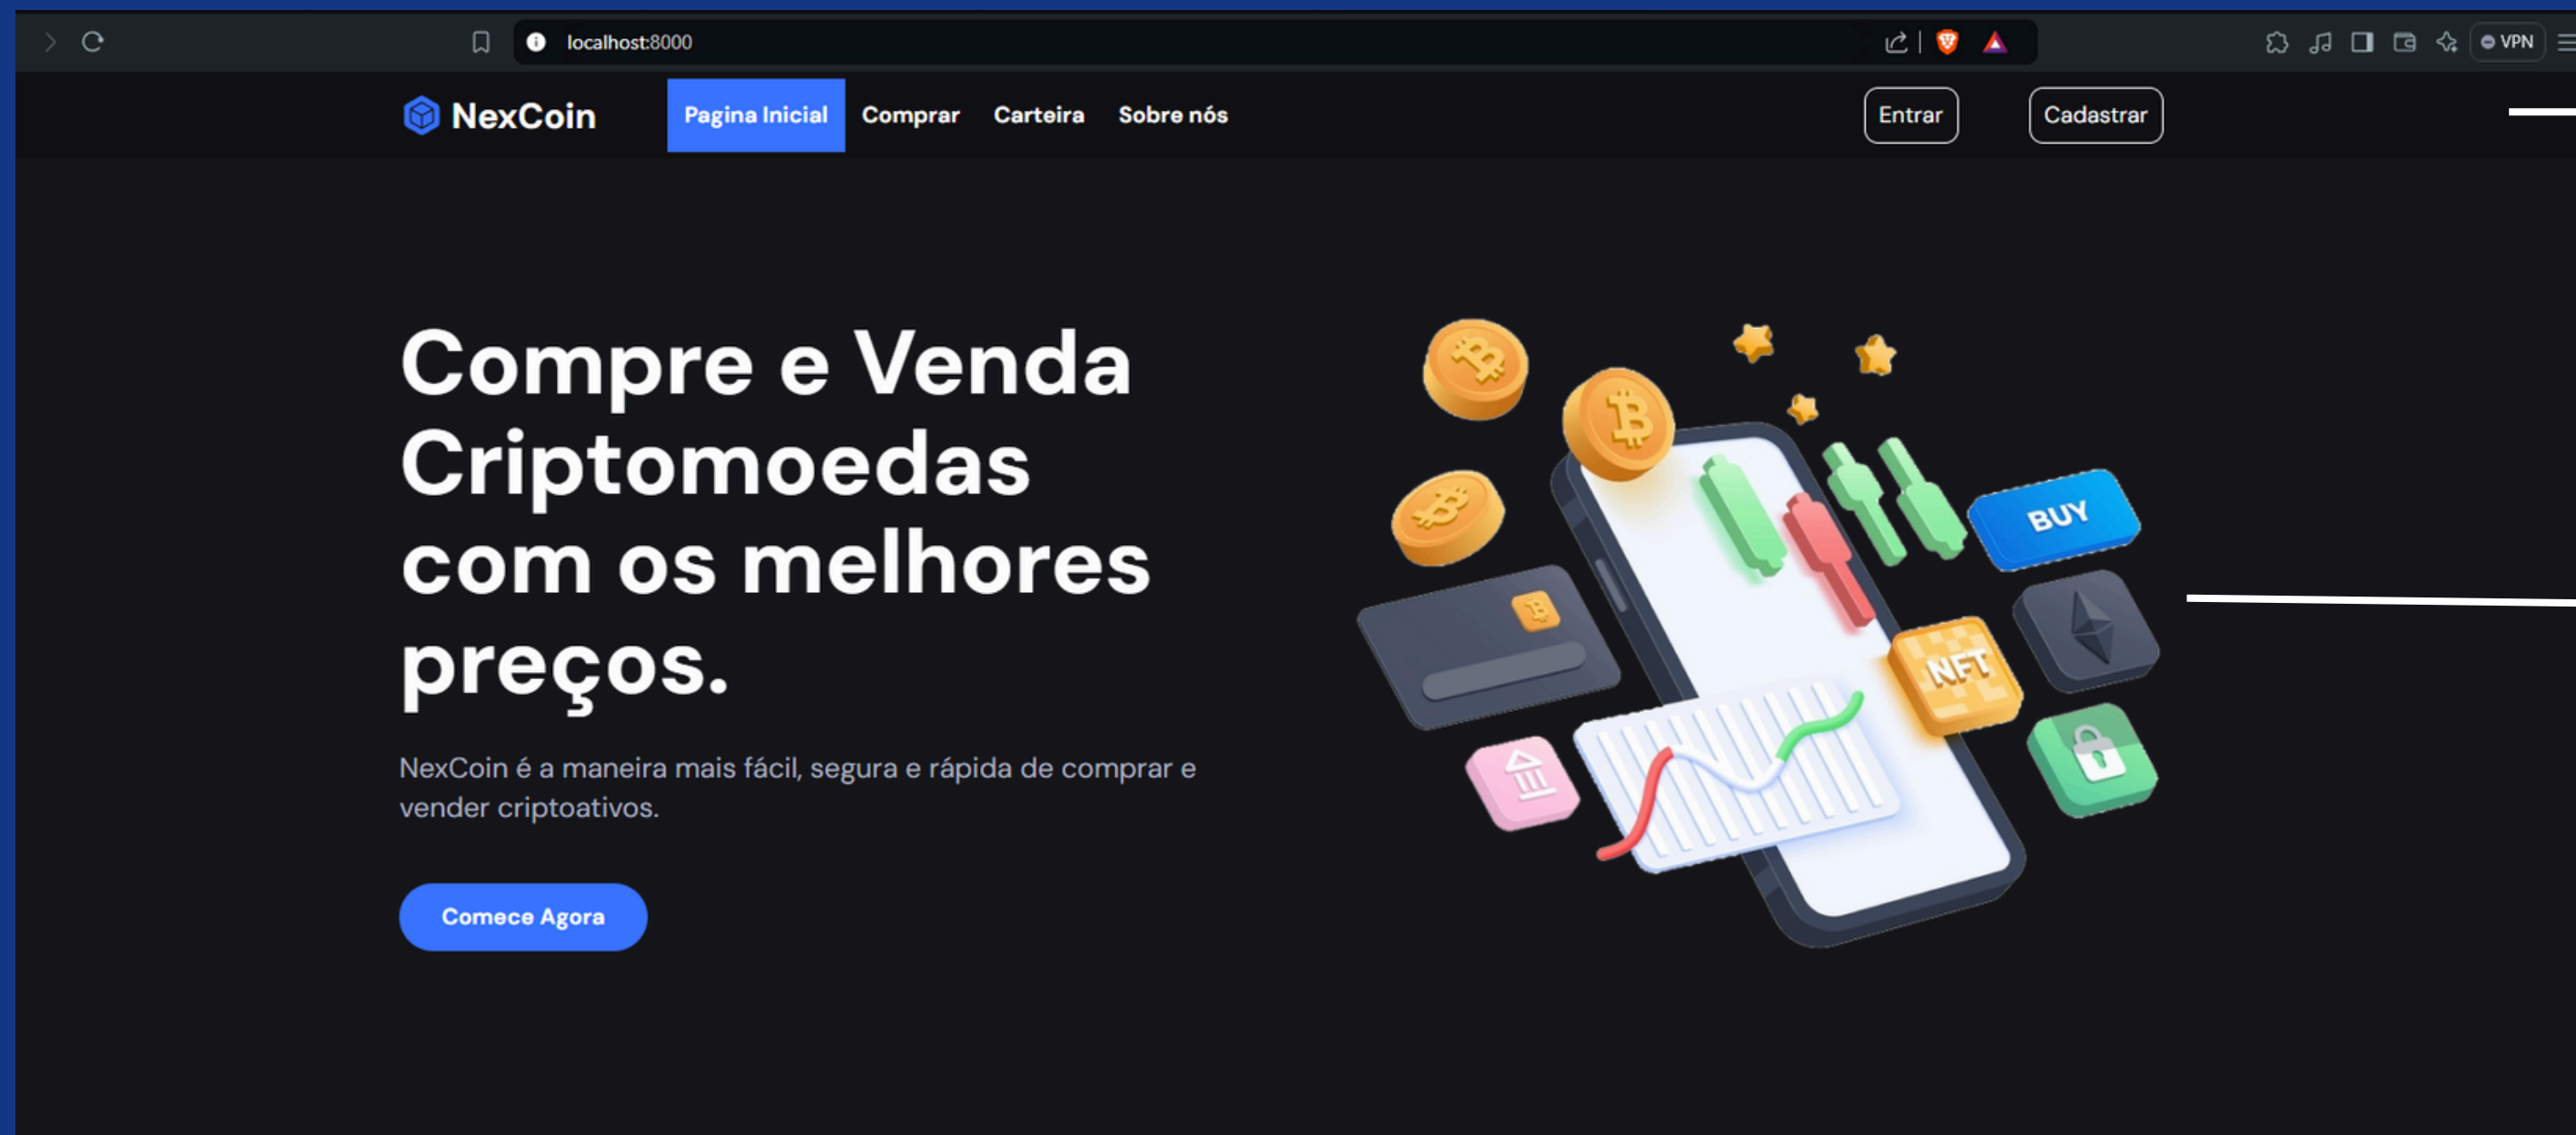 localhost:8000
VPN
NexCoin
Pagina Inicial
Comprar
Carteira
Sobre nós
Entrar
Cadastrar
Compre e Venda
Criptomoedas
com os melhores
preços.
NexCoin é a maneira mais fácil, segura e rápida de comprar e
vender criptoativos.
Comece Agora
BUY
NFT